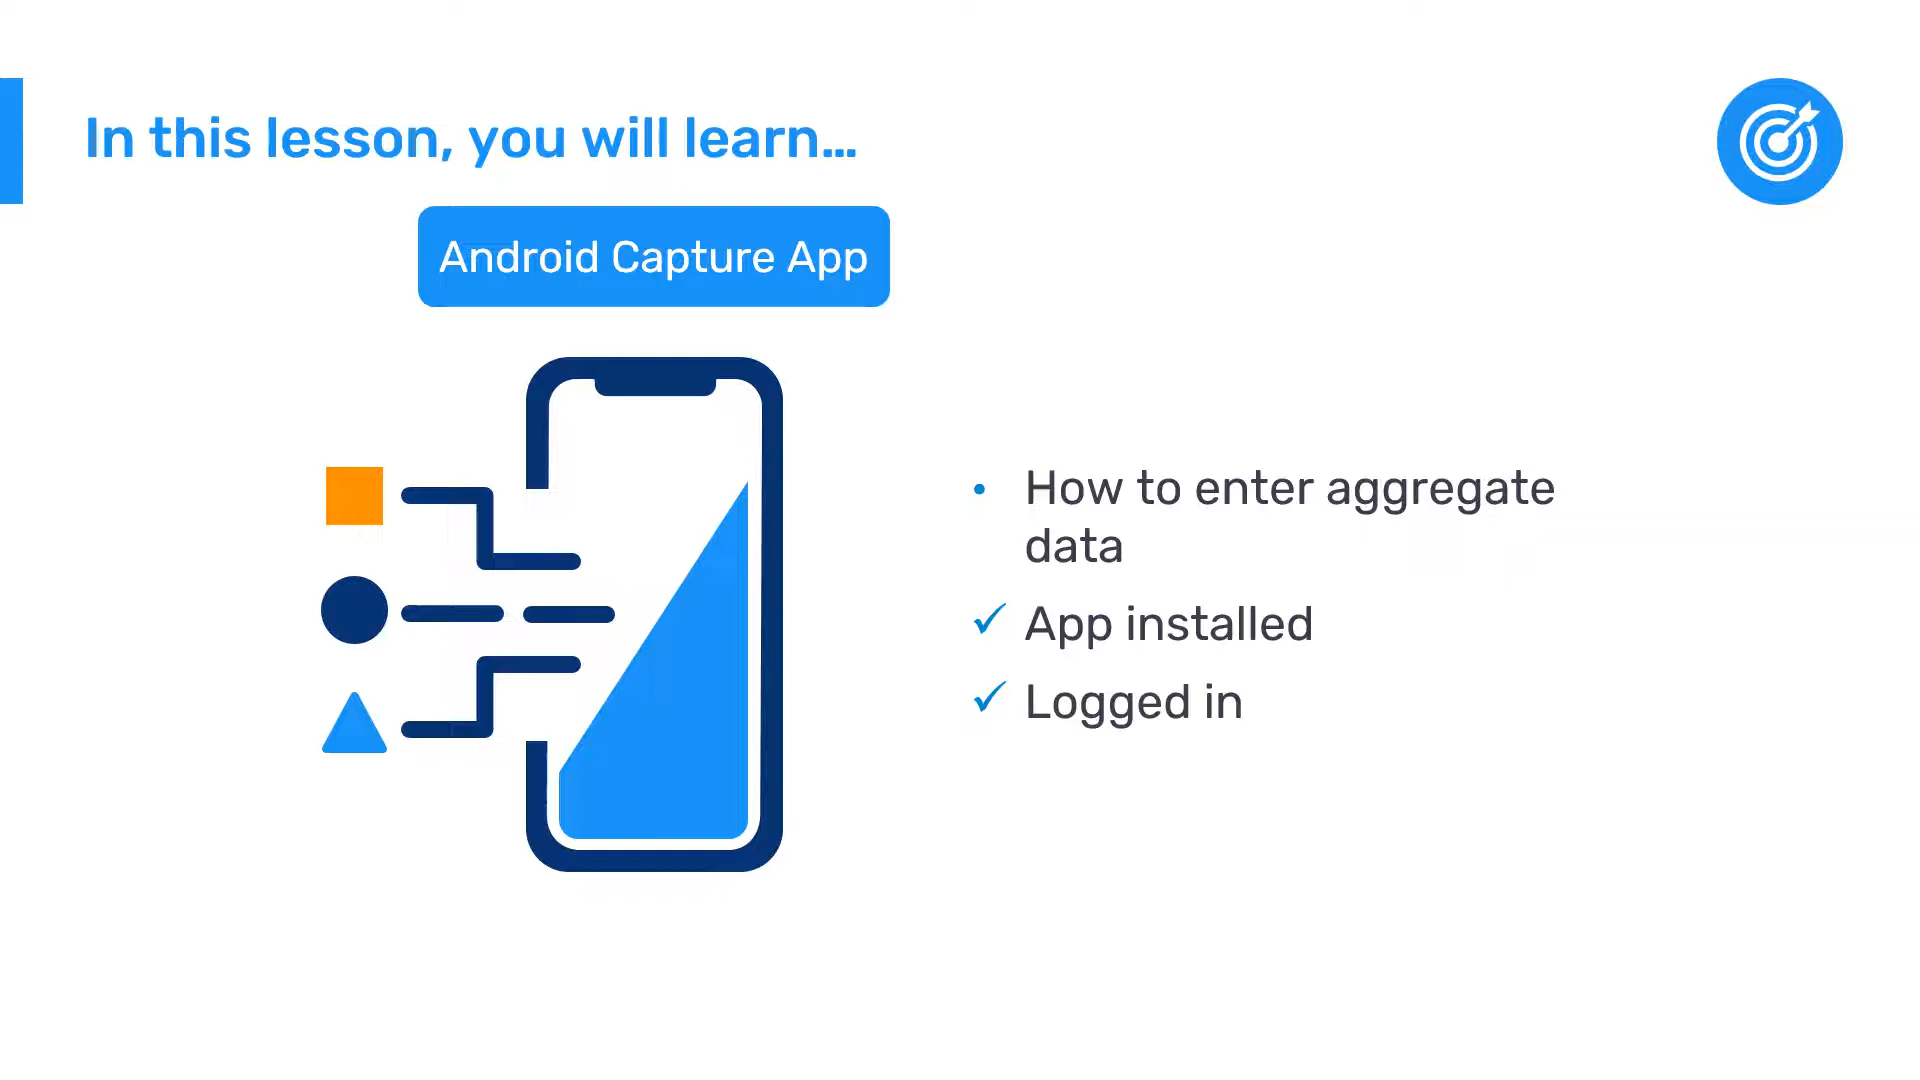 In this lesson, you will learn…
Android Capture App
• How to enter aggregate
data
✓ App installed
✓ Logged in